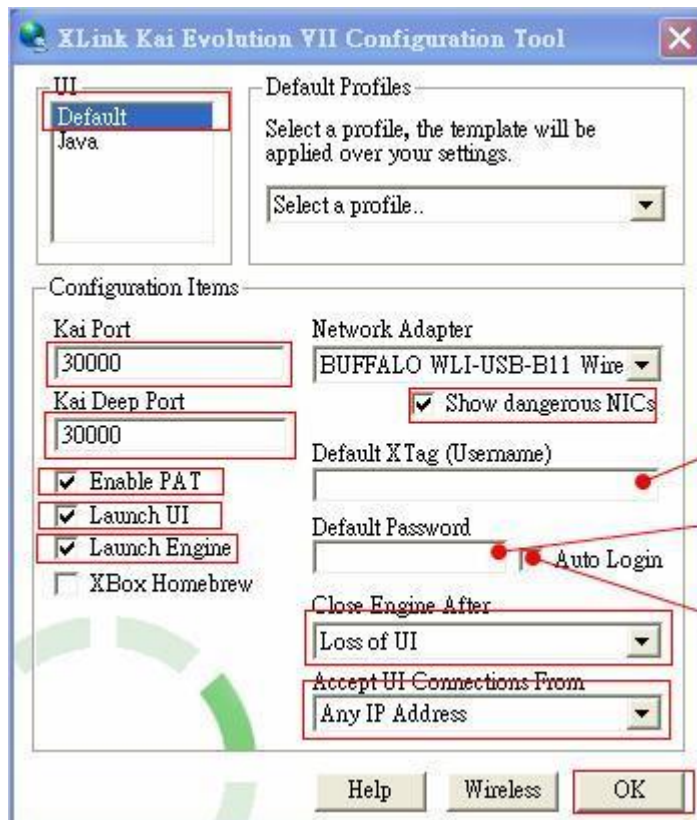 XLink Kai Evolution VII Configuration Tool
UI
Default
Java
Default Profiles
Select a profile, the template will be
applied over your settings.
Select a profile..
Configuration Items
Kai Port
30000
Kai Deep Port
30000
Enable PAT
Launch UI
Launch Engine
XBox Homebrew
Network Adapter
BUFFALO WLI-USB-B11 Wire
Show dangerous NICs
Default XTag (Username)
Default Password
Auto Login
Close Engine After
Loss of UI
Accept UI Connections From
Any IP Address
Help
Wireless
OK